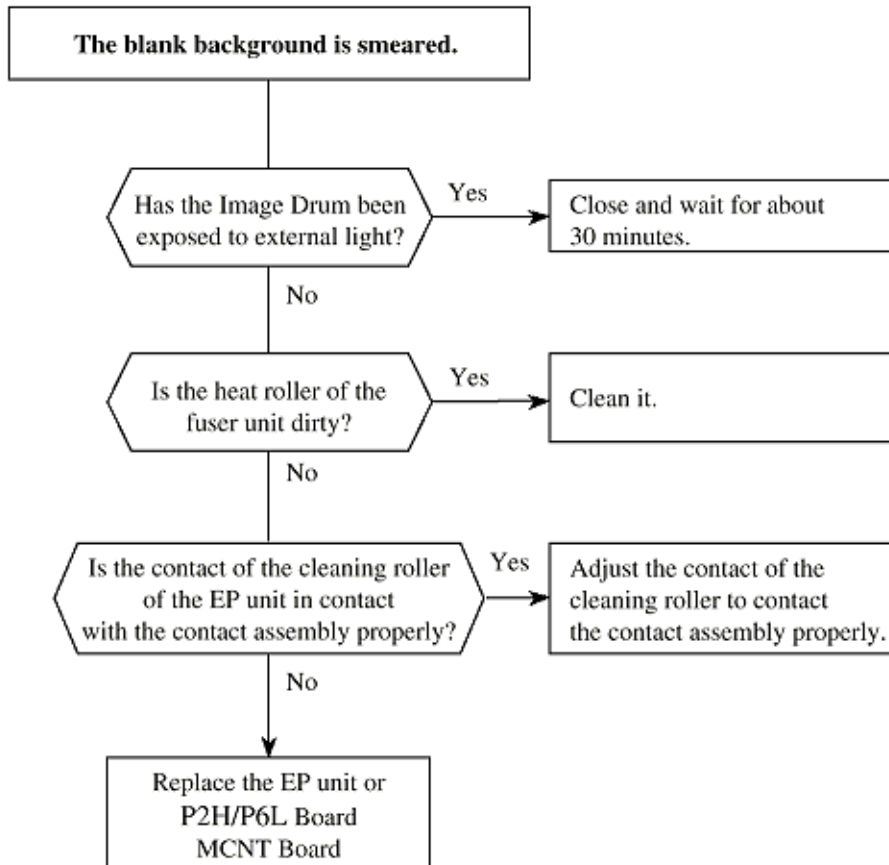 The blank background is smeared.
Has the Image Drum been
exposed to external light?
Yes
Close and wait for about
30 minutes.
No
Is the heat roller of the
fuser unit dirty?
Yes
Clean it.
No
Is the contact of the cleaning roller
of the EP unit in contact
with the contact assembly properly?
Yes
Adjust the contact of the
cleaning roller to contact
the contact assembly properly.
No
Replace the EP unit or
P2H/P6L Board
MCNT Board